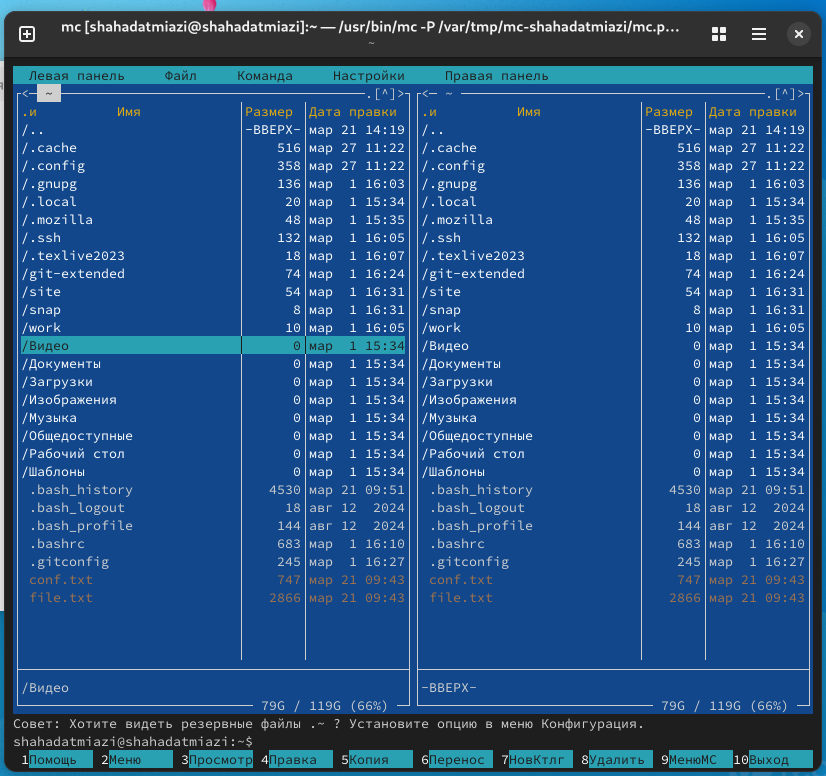 mc [shahadatmiazi@shahadatmiazi]:~ — /usr/bin/mc -P /var/tmp/mc-shahadatmiazi/mc.p…
~
Левая панель Файл Команда Настройки Правая панель
<─ ~ .[^]> <─ ~ .[^]>
.и Имя Размер Дата правки .и Имя Размер Дата правки
/.. -ВВЕРХ- мар 21 14:19 /.. -ВВЕРХ- мар 21 14:19
/.cache 516 мар 27 11:22 /.cache 516 мар 27 11:22
/.config 358 мар 27 11:22 /.config 358 мар 27 11:22
/.gnupg 136 мар 1 16:03 /.gnupg 136 мар 1 16:03
/.local 20 мар 1 15:34 /.local 20 мар 1 15:34
/.mozilla 48 мар 1 15:35 /.mozilla 48 мар 1 15:35
/.ssh 132 мар 1 16:05 /.ssh 132 мар 1 16:05
/.texlive2023 18 мар 1 16:07 /.texlive2023 18 мар 1 16:07
/git-extended 74 мар 1 16:24 /git-extended 74 мар 1 16:24
/site 54 мар 1 16:31 /site 54 мар 1 16:31
/snap 8 мар 1 16:31 /snap 8 мар 1 16:31
/work 10 мар 1 16:05 /work 10 мар 1 16:05
/Видео 0 мар 1 15:34 /Видео 0 мар 1 15:34
/Документы 0 мар 1 15:34 /Документы 0 мар 1 15:34
/Загрузки 0 мар 1 15:34 /Загрузки 0 мар 1 15:34
/Изображения 0 мар 1 15:34 /Изображения 0 мар 1 15:34
/Музыка 0 мар 1 15:34 /Музыка 0 мар 1 15:34
/Общедоступные 0 мар 1 15:34 /Общедоступные 0 мар 1 15:34
/Рабочий стол 0 мар 1 15:34 /Рабочий стол 0 мар 1 15:34
/Шаблоны 0 мар 1 15:34 /Шаблоны 0 мар 1 15:34
.bash_history 4530 мар 21 09:51 .bash_history 4530 мар 21 09:51
.bash_logout 18 авг 12 2024 .bash_logout 18 авг 12 2024
.bash_profile 144 авг 12 2024 .bash_profile 144 авг 12 2024
.bashrc 683 мар 1 16:10 .bashrc 683 мар 1 16:10
.gitconfig 245 мар 1 16:27 .gitconfig 245 мар 1 16:27
conf.txt 747 мар 21 09:43 conf.txt 747 мар 21 09:43
file.txt 2866 мар 21 09:43 file.txt 2866 мар 21 09:43
/Видео -ВВЕРХ-
79G / 119G (66%) 79G / 119G (66%)
Совет: Хотите видеть резервные файлы .~ ? Установите опцию в меню Конфигурация.
shahadatmiazi@shahadatmiazi:~$
1Помощь 2Меню 3Просмотр 4Правка 5Копия 6Перенос 7НовКтлг 8Удалить 9МенюMC 10Выход